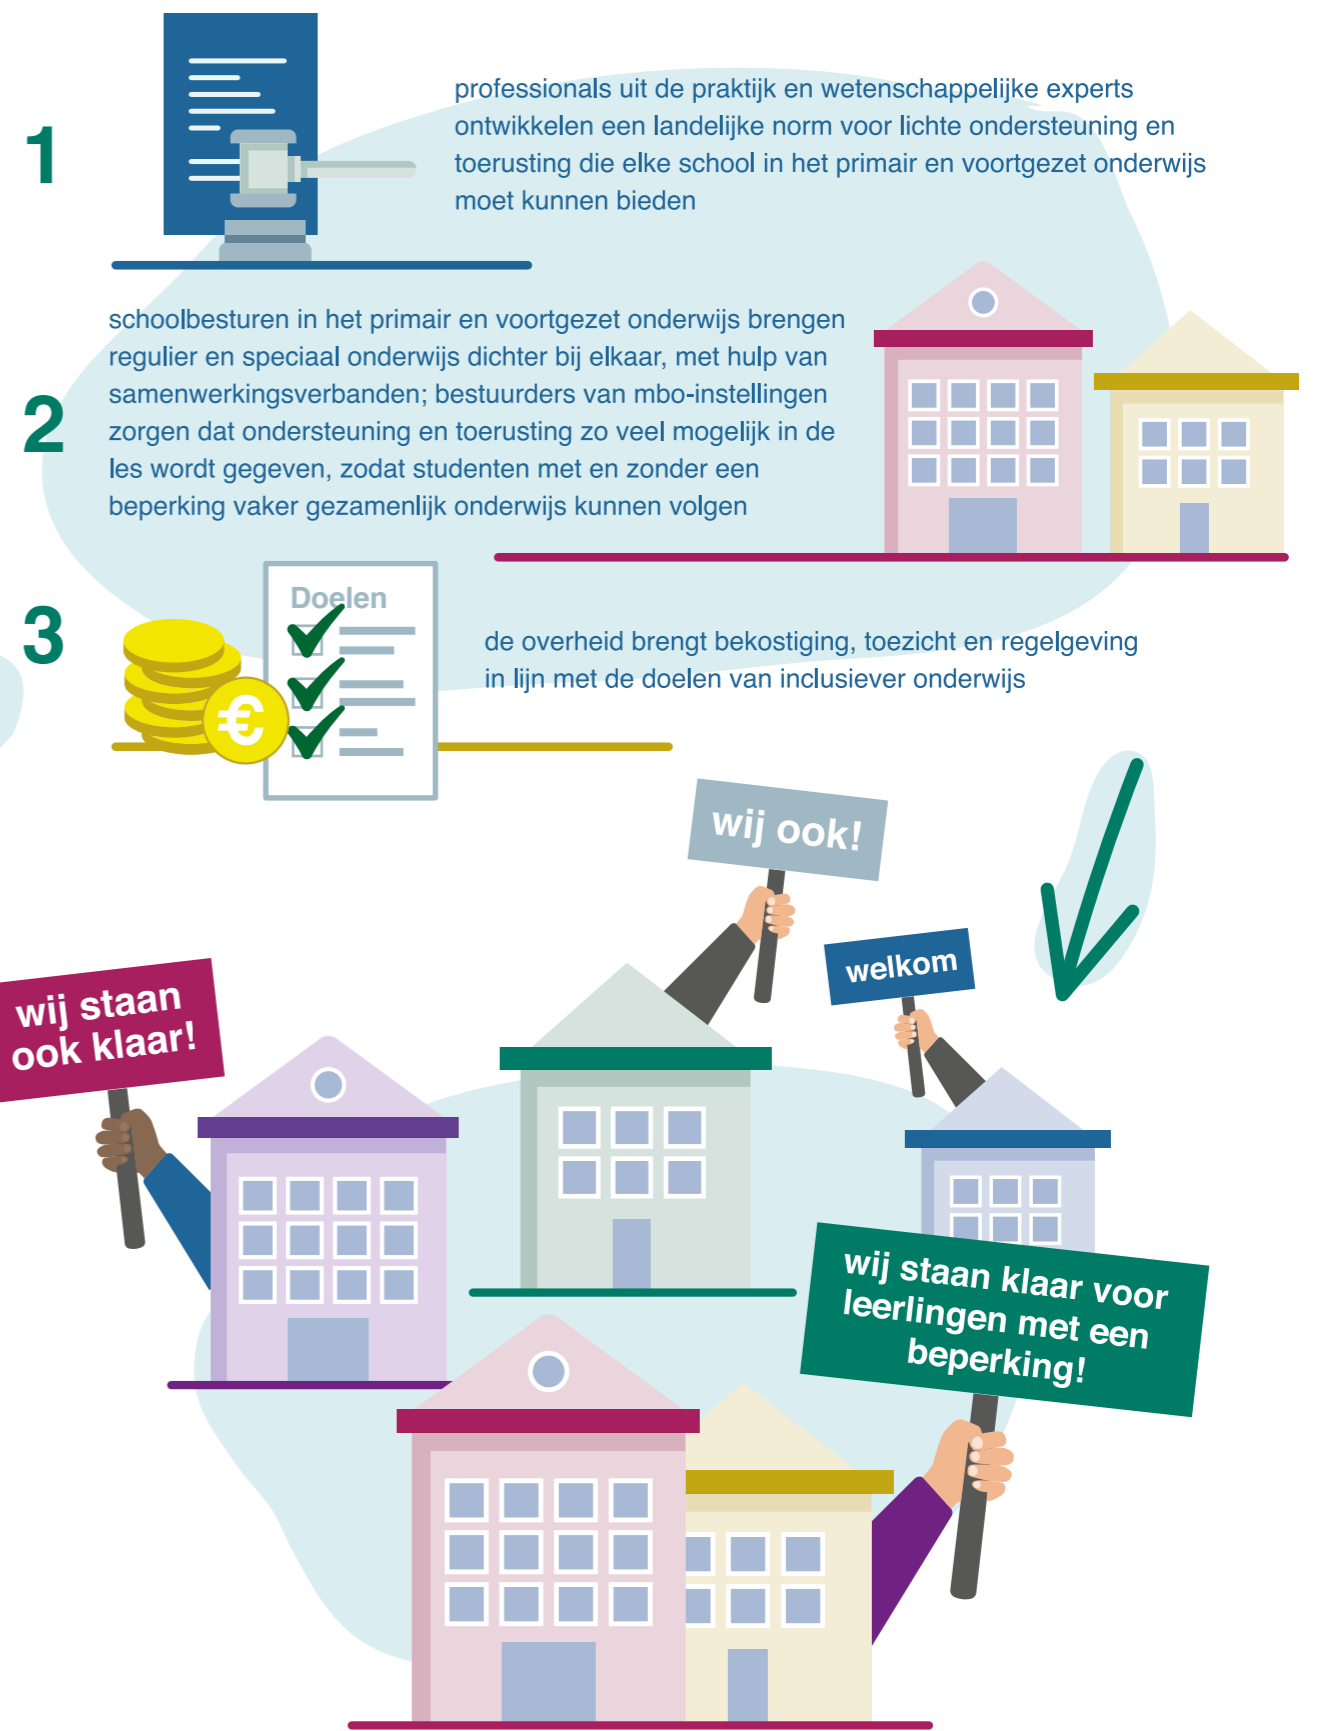 1
professionals uit de praktijk en wetenschappelijke experts
ontwikkelen een landelijke norm voor lichte ondersteuning en
toerusting die elke school in het primair en voortgezet onderwijs
moet kunnen bieden
2
schoolbesturen in het primair en voortgezet onderwijs brengen
regulier en speciaal onderwijs dichter bij elkaar, met hulp van
samenwerkingsverbanden; bestuurders van mbo-instellingen
zorgen dat ondersteuning en toerusting zo veel mogelijk in de
les wordt gegeven, zodat studenten met en zonder een
beperking vaker gezamenlijk onderwijs kunnen volgen
3
Doelen
€
de overheid brengt bekostiging, toezicht en regelgeving
in lijn met de doelen van inclusiever onderwijs
wij ook!
welkom
wij staan
ook klaar!
wij staan klaar voor
leerlingen met een
beperking!